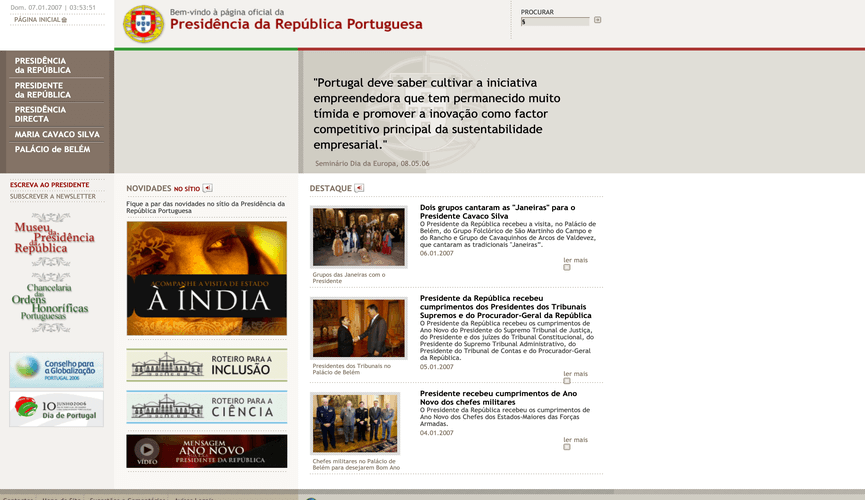 Dom. 07.01.2007 | 03:53:51
PÁGINA INICIAL
Bem-vindo à página oficial da
Presidência da República Portuguesa
PROCURAR
PRESIDÊNCIA
da REPÚBLICA
PRESIDENTE
da REPÚBLICA
PRESIDÊNCIA
DIRECTA
MARIA CAVACO SILVA
PALÁCIO de BELÉM
"Portugal deve saber cultivar a iniciativa
empreendedora que tem permanecido muito
tímida e promover a inovação como factor
competitivo principal da sustentabilidade
empresarial."
Seminário Dia da Europa, 08.05.06
ESCREVA AO PRESIDENTE
SUBSCREVER A NEWSLETTER
Museu
da Presidência
da República
Chancelaria
das Ordens
Honoríficas
Portuguesas
Conselho para
a Globalização
PORTUGAL 2006
10 JUNHO 2006
Dia de Portugal
NOVIDADES NO SÍTIO
Fique a par das novidades no sítio da Presidência da
República Portuguesa
ACOMPANHE A VISITA DE ESTADO
À ÍNDIA
ROTEIRO PARA A
INCLUSÃO
ROTEIRO PARA A
CIÊNCIA
MENSAGEM
ANO NOVO
PRESIDENTE DA REPÚBLICA
VÍDEO
DESTAQUE
Dois grupos cantaram as "Janeiras" para o
Presidente Cavaco Silva
O Presidente da República recebeu a visita, no Palácio de
Belém, do Grupo Folclórico de São Martinho do Campo e
do Rancho e Grupo de Cavaquinhos de Arcos de Valdevez,
que cantaram as tradicionais "Janeiras".
06.01.2007
ler mais
Grupos das Janeiras com o
Presidente
Presidente da República recebeu
cumprimentos dos Presidentes dos Tribunais
Supremos e do Procurador-Geral da República
O Presidente da República recebeu os cumprimentos de
Ano Novo do Presidente do Supremo Tribunal de Justiça,
do Presidente e dos juízes do Tribunal Constitucional, do
Presidente do Supremo Tribunal Administrativo, do
Presidente do Tribunal de Contas e do Procurador-Geral
da República.
05.01.2007
ler mais
Presidentes dos Tribunais no
Palácio de Belém
Presidente recebeu cumprimentos de Ano
Novo dos chefes militares
O Presidente da República recebeu os cumprimentos de
Ano Novo dos Chefes dos Estados-Maiores das Forças
Armadas.
04.01.2007
ler mais
Chefes militares no Palácio de
Belém para desejarem Bom Ano